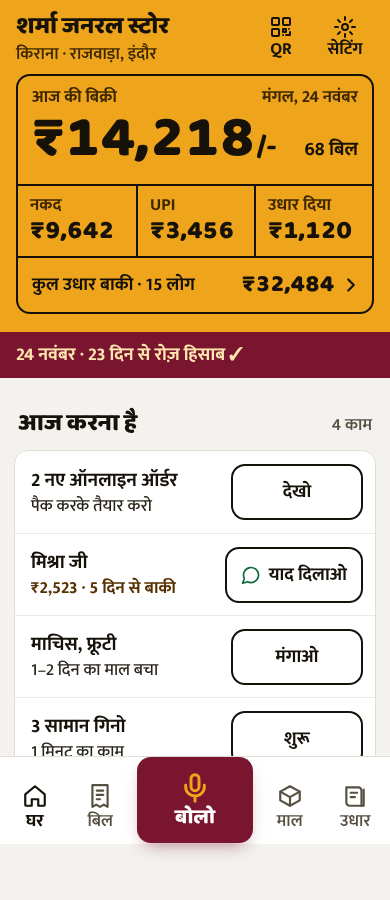 शर्मा जनरल स्टोर
किराना · राजवाड़ा, इंदौर
QR
सेटिंग
आज की बिक्री
मंगल, 24 नवंबर
₹14,218/-
68 बिल
नकद
₹9,642
UPI
₹3,456
उधार दिया
₹1,120
कुल उधार बाकी · 15 लोग
₹32,484
24 नवंबर · 23 दिन से रोज़ हिसाब ✓
आज करना है
4 काम
2 नए ऑनलाइन ऑर्डर
पैक करके तैयार करो
देखो
मिश्रा जी
₹2,523 · 5 दिन से बाकी
याद दिलाओ
माचिस, फ्रूटी
1–2 दिन का माल बचा
मंगाओ
3 सामान गिनो
1 मिनट का काम
शुरू
घर
बिल
बोलो
माल
उधार